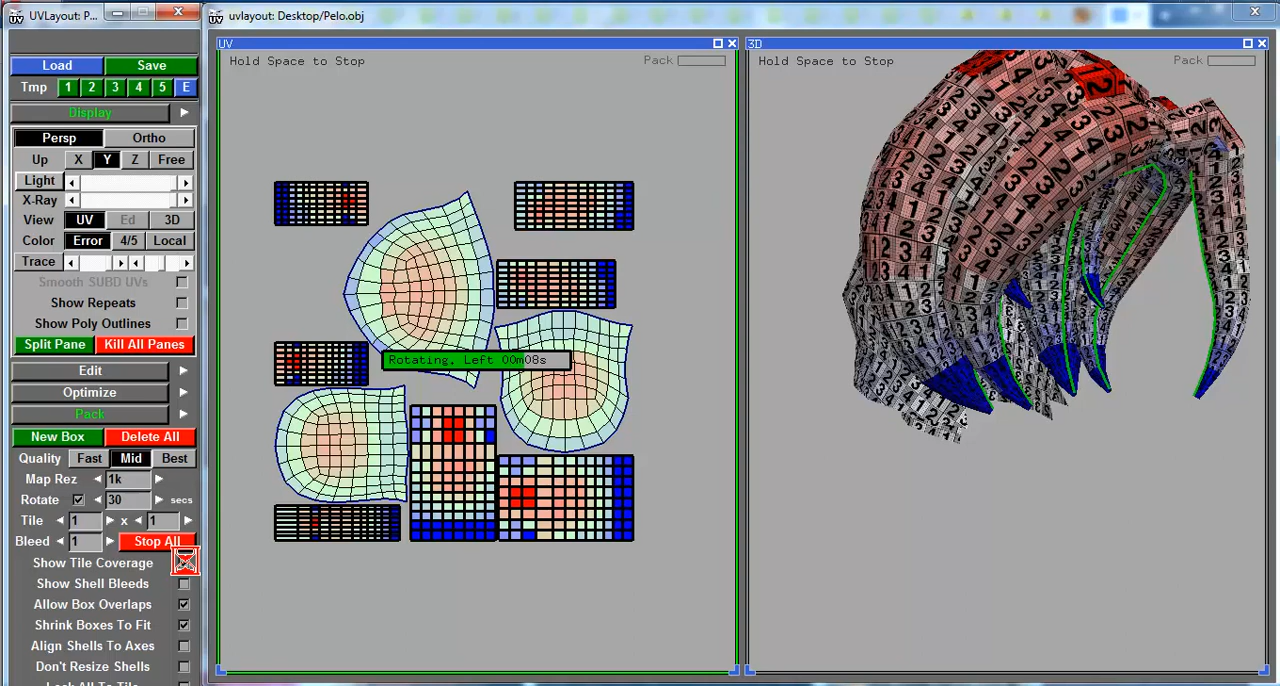 UVLayout: P...
uvlayout: Desktop/Pelo.obj
Load Save
Tmp 1 2 3 4 5 E
Display
Persp Ortho
Up X Y Z Free
Light
X-Ray
View UV Ed 3D
Color Error 4/5 Local
Trace
Smooth SUBD UVs
Show Repeats
Show Poly Outlines
Split Pane Kill All Panes
Edit
Optimize
Pack
New Box Delete All
Quality Fast Mid Best
Map Rez 1k
Rotate 30 secs
Tile 1 x 1
Bleed 1 Stop All
Show Tile Coverage
Show Shell Bleeds
Allow Box Overlaps
Shrink Boxes To Fit
Align Shells To Axes
Don't Resize Shells
Lock All To Tile
UV
Hold Space to Stop Pack
Rotating. Left 00m08s
3D
Hold Space to Stop Pack